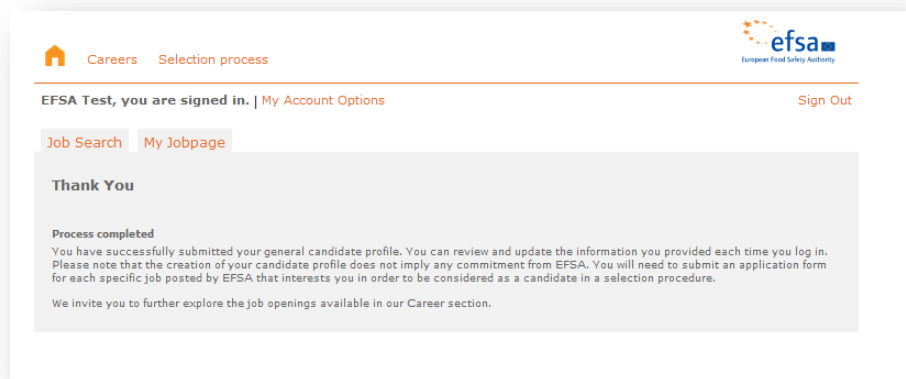 efsa
European Food Safety Authority
Careers Selection process
EFSA Test, you are signed in. | My Account Options Sign Out
Job Search My Jobpage
Thank You
Process completed
You have successfully submitted your general candidate profile. You can review and update the information you provided each time you log in.
Please note that the creation of your candidate profile does not imply any commitment from EFSA. You will need to submit an application form
for each specific job posted by EFSA that interests you in order to be considered as a candidate in a selection procedure.
We invite you to further explore the job openings available in our Career section.